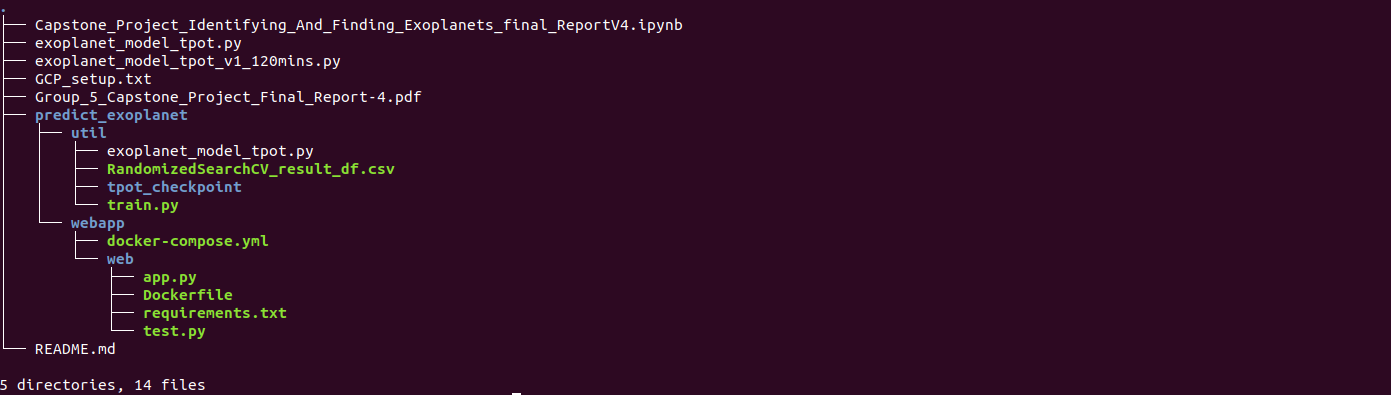 .
├── Capstone_Project_Identifying_And_Finding_Exoplanets_final_ReportV4.ipynb
├── exoplanet_model_tpot.py
├── exoplanet_model_tpot_v1_120mins.py
├── GCP_setup.txt
├── Group_5_Capstone_Project_Final_Report-4.pdf
├── predict_exoplanet
│   ├── util
│   │   ├── exoplanet_model_tpot.py
│   │   ├── RandomizedSearchCV_result_df.csv
│   │   ├── tpot_checkpoint
│   │   └── train.py
│   └── webapp
│       ├── docker-compose.yml
│       └── web
│           ├── app.py
│           ├── Dockerfile
│           ├── requirements.txt
│           └── test.py
└── README.md
5 directories, 14 files